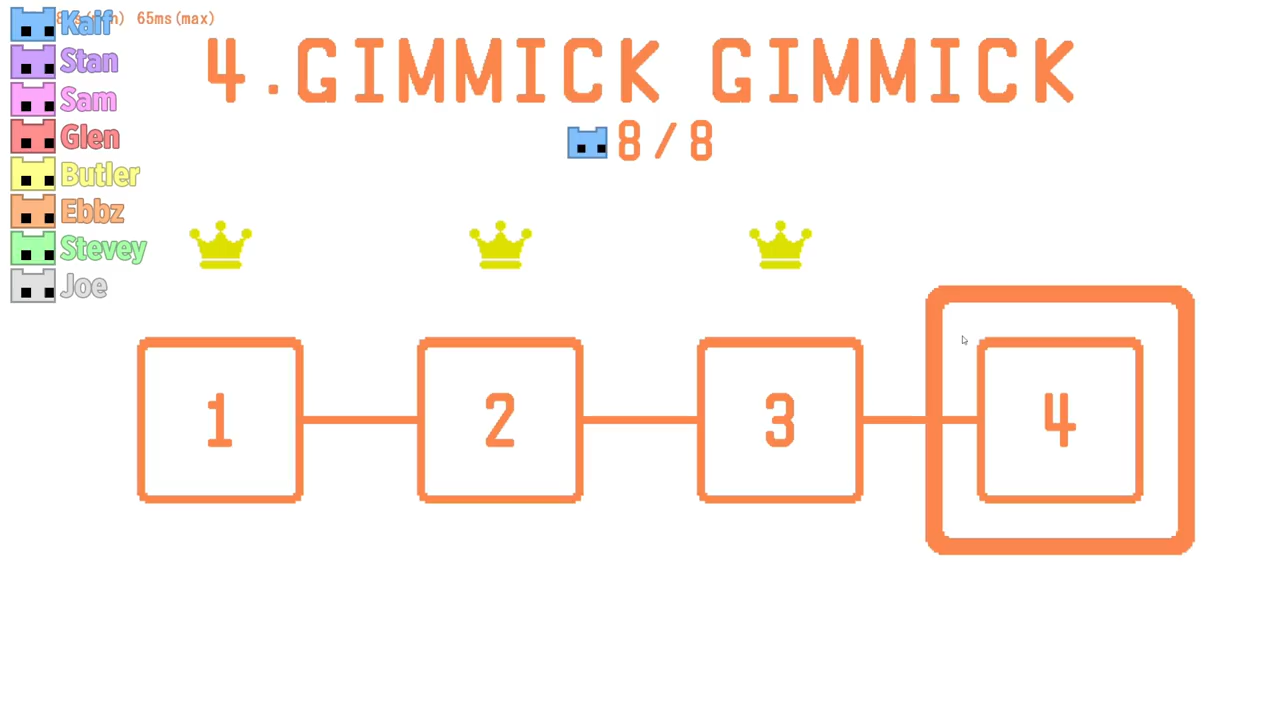 65ms(max)
Kaif
Stan
Sam
Glen
Butler
Ebbz
Stevey
Joe
4.GIMMICK GIMMICK
8/8
1
2
3
4